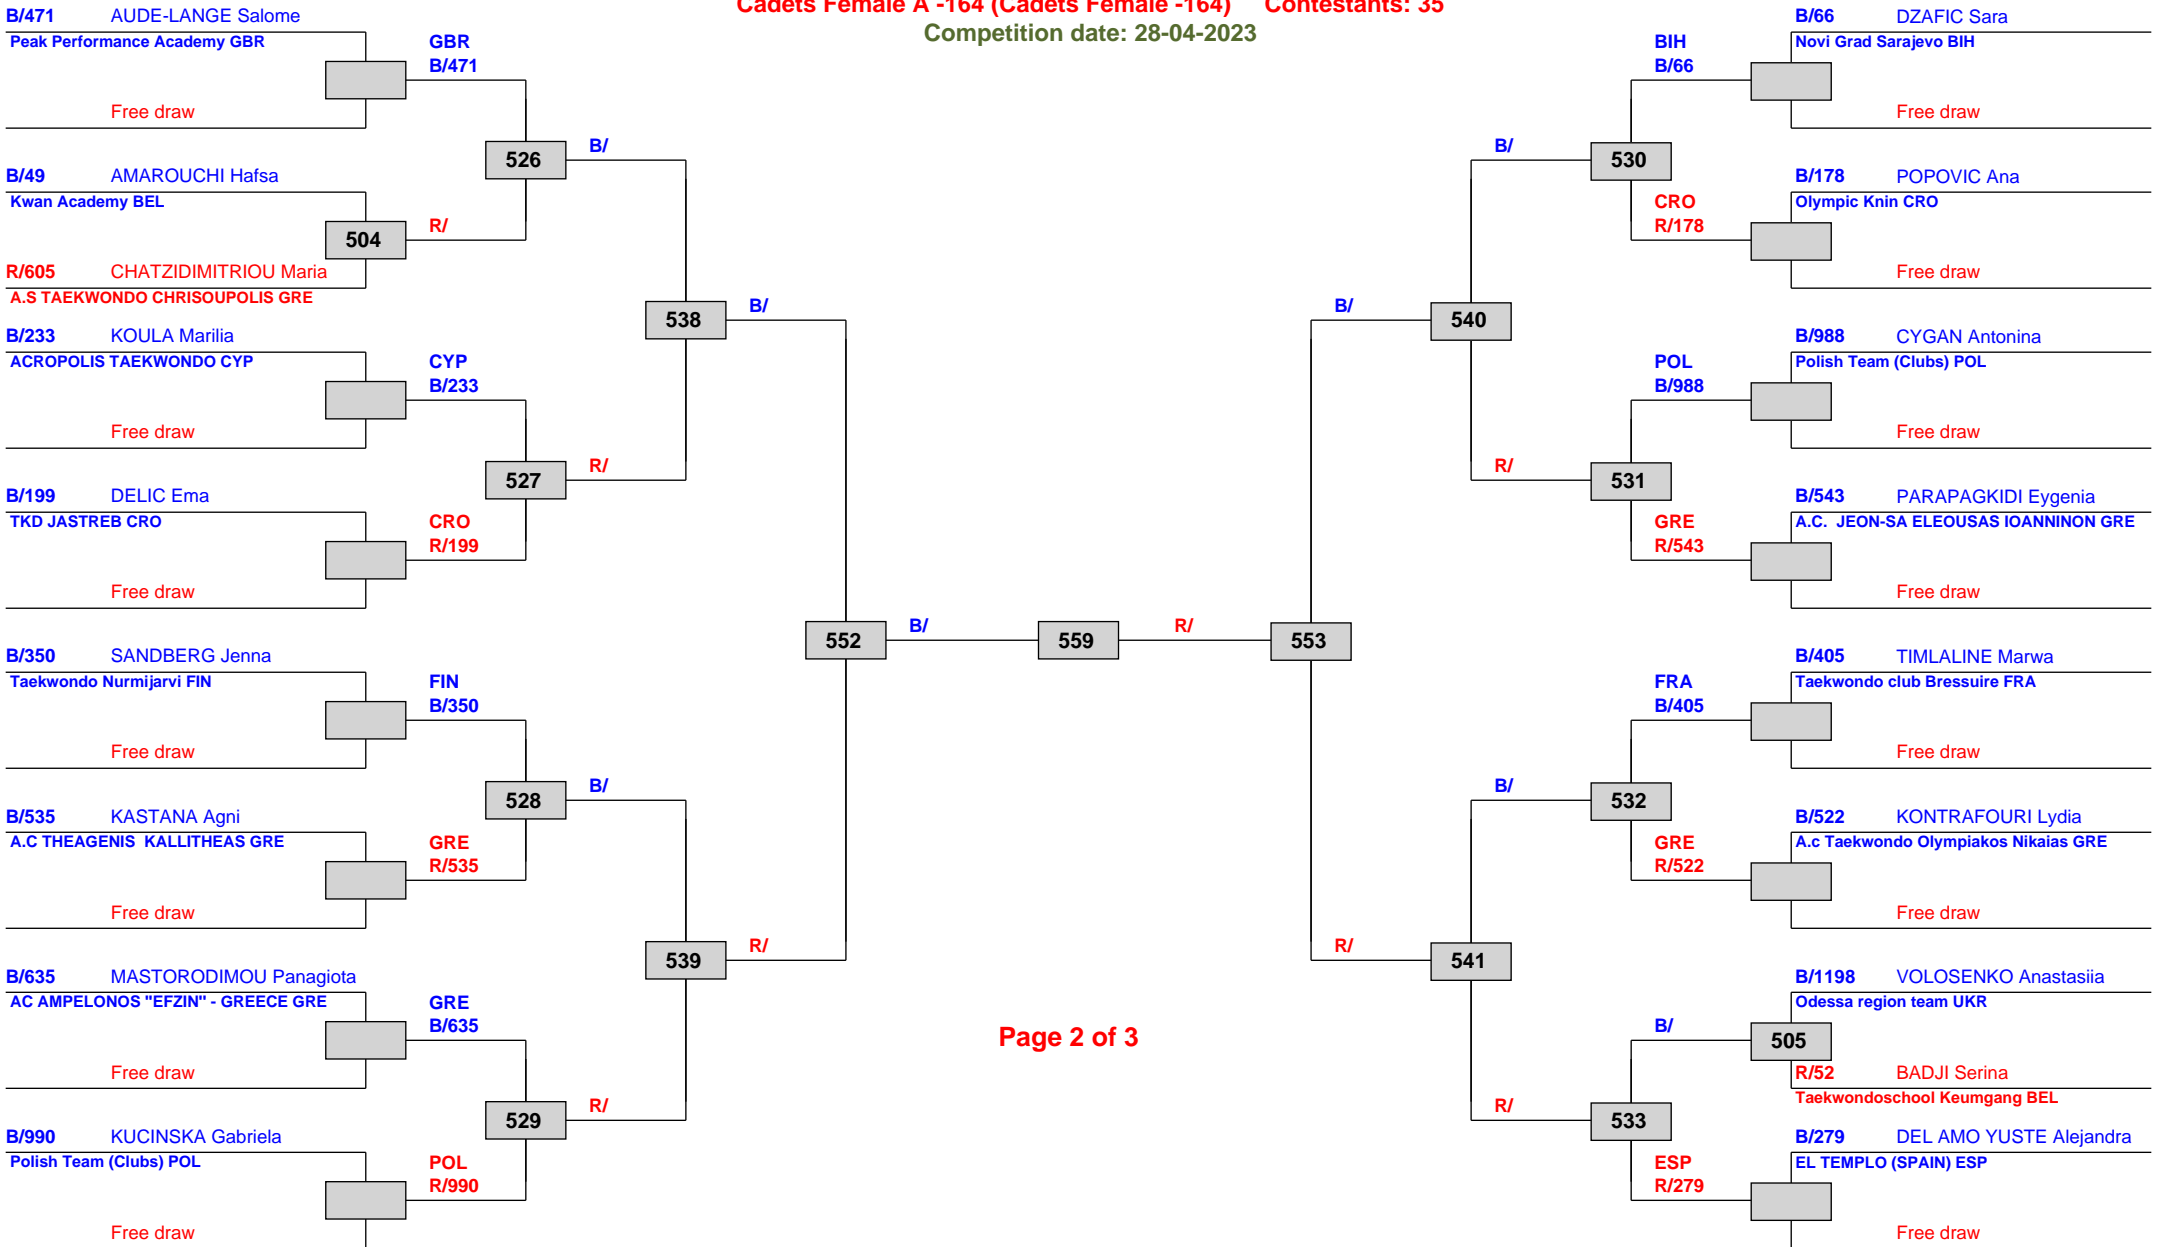 Cadets Female A -164 (Cadets Female -164) Contestants: 35
Competition date: 28-04-2023
B/471 AUDE-LANGE Salome
Peak Performance Academy GBR
Free draw
GBR
B/471
B/49 AMAROUCHI Hafsa
Kwan Academy BEL
504
R/
R/605 CHATZIDIMITRIOU Maria
A.S TAEKWONDO CHRISOUPOLIS GRE
526
B/
B/233 KOULA Marilia
ACROPOLIS TAEKWONDO CYP
Free draw
CYP
B/233
B/199 DELIC Ema
TKD JASTREB CRO
Free draw
CRO
R/199
527
R/
538
B/
B/350 SANDBERG Jenna
Taekwondo Nurmijarvi FIN
Free draw
FIN
B/350
B/535 KASTANA Agni
A.C THEAGENIS KALLITHEAS GRE
Free draw
GRE
R/535
528
B/
B/635 MASTORODIMOU Panagiota
AC AMPELONOS "EFZIN" - GREECE GRE
Free draw
GRE
B/635
B/990 KUCINSKA Gabriela
Polish Team (Clubs) POL
Free draw
POL
R/990
529
R/
539
R/
552
B/
559
R/
553
B/66 DZAFIC Sara
Novi Grad Sarajevo BIH
Free draw
BIH
B/66
B/178 POPOVIC Ana
Olympic Knin CRO
Free draw
CRO
R/178
530
B/
B/988 CYGAN Antonina
Polish Team (Clubs) POL
Free draw
POL
B/988
B/543 PARAPAGKIDI Eygenia
A.C. JEON-SA ELEOUSAS IOANNINON GRE
Free draw
GRE
R/543
531
R/
540
B/
B/405 TIMLALINE Marwa
Taekwondo club Bressuire FRA
Free draw
FRA
B/405
B/522 KONTRAFOURI Lydia
A.c Taekwondo Olympiakos Nikaias GRE
Free draw
GRE
R/522
532
B/
B/1198 VOLOSENKO Anastasiia
Odessa region team UKR
505
B/
R/52 BADJI Serina
Taekwondoschool Keumgang BEL
B/279 DEL AMO YUSTE Alejandra
EL TEMPLO (SPAIN) ESP
Free draw
ESP
R/279
533
R/
541
R/
Page 2 of 3